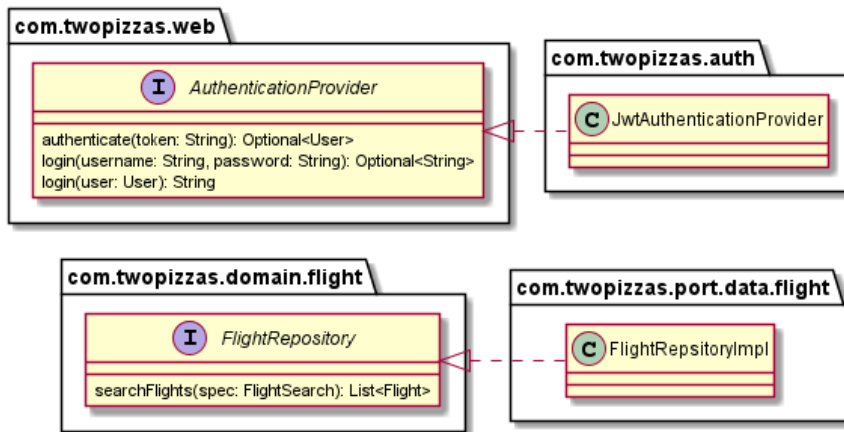 com.twopizzas.web
I AuthenticationProvider
authenticate(token: String): Optional<User>
login(username: String, password: String): Optional<String>
login(user: User): String
com.twopizzas.auth
C JwtAuthenticationProvider
com.twopizzas.domain.flight
I FlightRepository
searchFlights(spec: FlightSearch): List<Flight>
com.twopizzas.port.data.flight
C FlightRepsitoryImpl